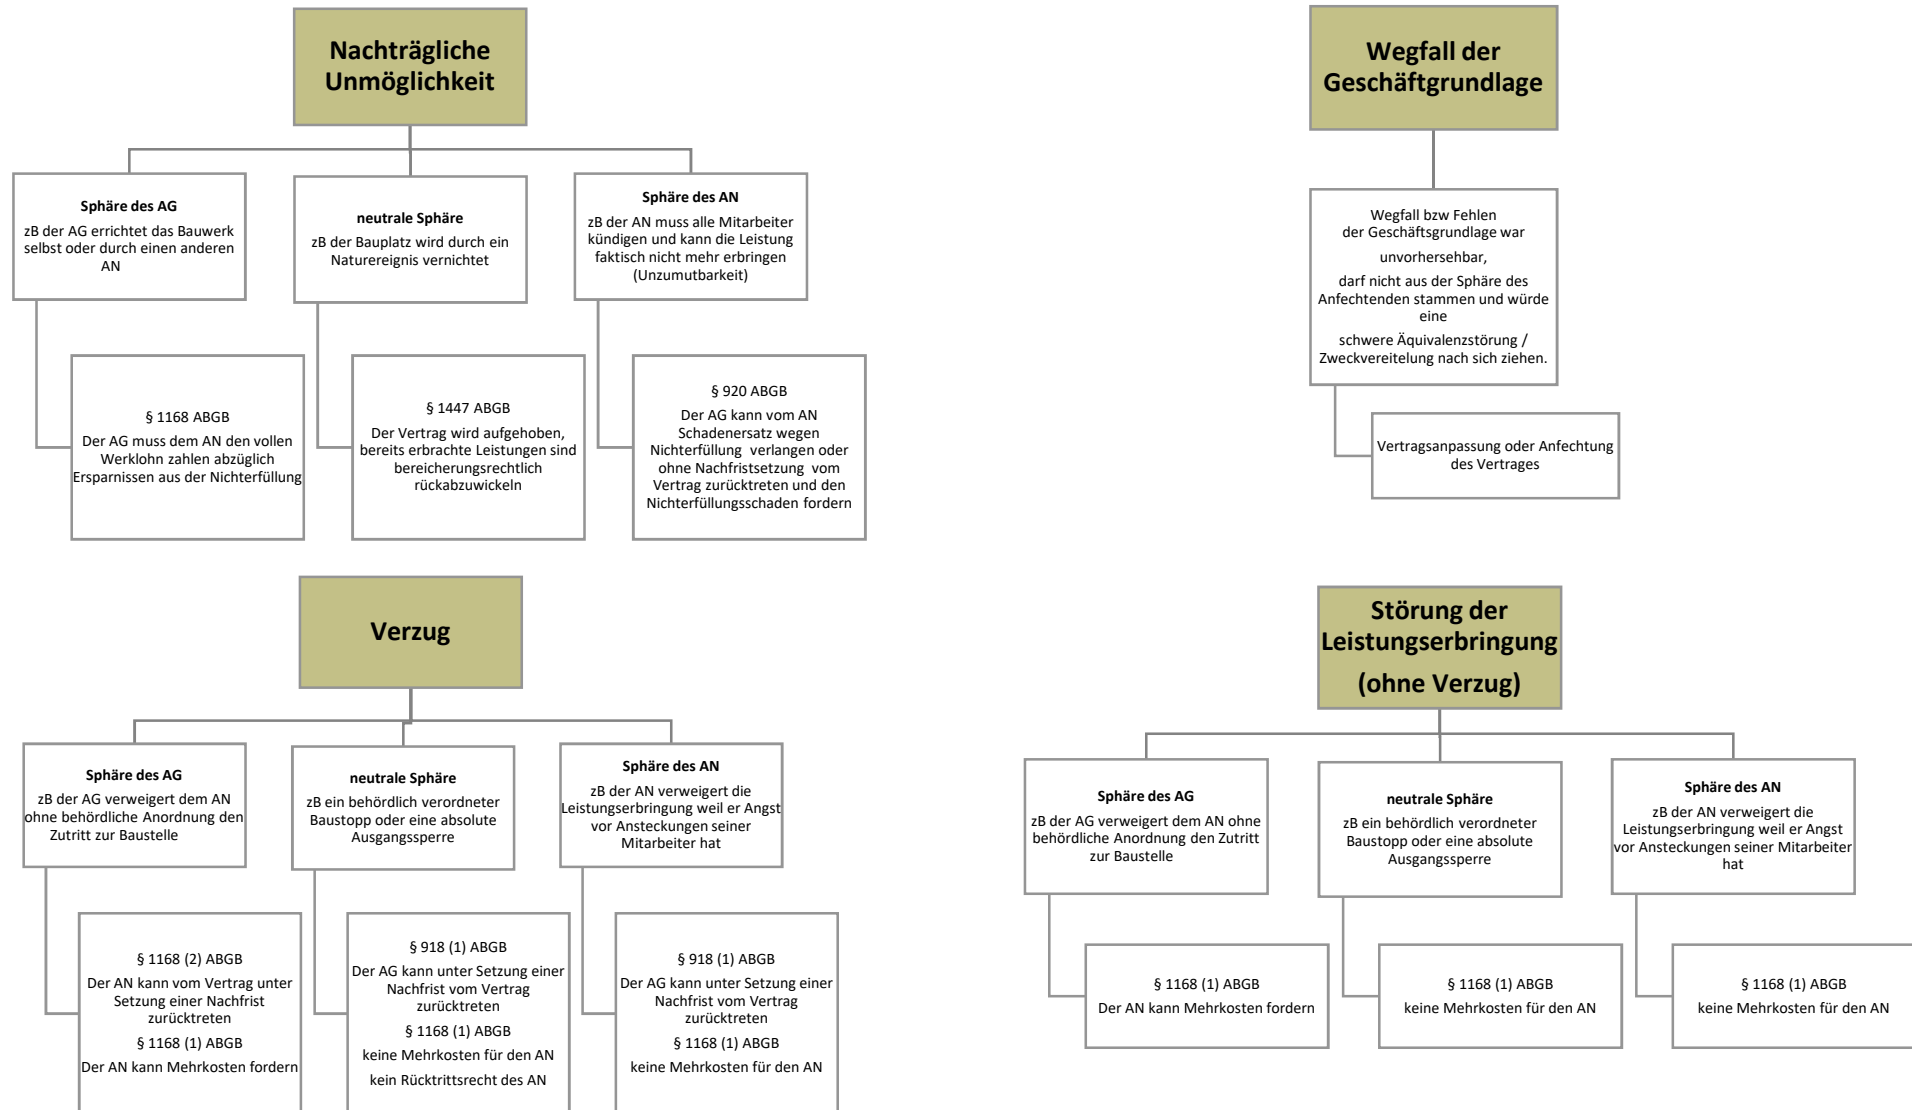 Nachträgliche
Unmöglichkeit
Sphäre des AG
zB der AG errichtet das Bauwerk
selbst oder durch einen anderen
AN
neutrale Sphäre
zB der Bauplatz wird durch ein
Naturereignis vernichtet
Sphäre des AN
zB der AN muss alle Mitarbeiter
kündigen und kann die Leistung
faktisch nicht mehr erbringen
(Unzumutbarkeit)
§ 1168 ABGB
Der AG muss dem AN den vollen
Werklohn zahlen abzüglich
Ersparnissen aus der Nichterfüllung
§ 1447 ABGB
Der Vertrag wird aufgehoben,
bereits erbrachte Leistungen sind
bereicherungsrechtlich
rückabzuwickeln
§ 920 ABGB
Der AG kann vom AN
Schadenersatz wegen
Nichterfüllung verlangen oder
ohne Nachfristsetzung vom
Vertrag zurücktreten und den
Nichterfüllungsschaden fordern
Wegfall der
Geschäftgrundlage
Wegfall bzw Fehlen
der Geschäftsgrundlage war
unvorhersehbar,
darf nicht aus der Sphäre des
Anfechtenden stammen und würde
eine
schwere Äquivalenzstörung /
Zweckvereitelung nach sich ziehen.
Vertragsanpassung oder Anfechtung
des Vertrages
Verzug
Sphäre des AG
zB der AG verweigert dem AN
ohne behördliche Anordnung den
Zutritt zur Baustelle
neutrale Sphäre
zB ein behördlich verordneter
Baustopp oder eine absolute
Ausgangssperre
Sphäre des AN
zB der AN verweigert die
Leistungserbringung weil er Angst
vor Ansteckungen seiner
Mitarbeiter hat
§ 1168 (2) ABGB
Der AN kann vom Vertrag unter
Setzung einer Nachfrist
zurücktreten
§ 1168 (1) ABGB
Der AN kann Mehrkosten fordern
§ 918 (1) ABGB
Der AG kann unter Setzung einer
Nachfrist vom Vertrag
zurücktreten
§ 1168 (1) ABGB
keine Mehrkosten für den AN
kein Rücktrittsrecht des AN
§ 918 (1) ABGB
Der AG kann unter Setzung einer
Nachfrist vom Vertrag
zurücktreten
§ 1168 (1) ABGB
keine Mehrkosten für den AN
Störung der
Leistungserbringung
(ohne Verzug)
Sphäre des AG
zB der AG verweigert dem AN ohne
behördliche Anordnung den Zutritt
zur Baustelle
neutrale Sphäre
zB ein behördlich verordneter
Baustopp oder eine absolute
Ausgangssperre
Sphäre des AN
zB der AN verweigert die
Leistungserbringung weil er Angst
vor Ansteckungen seiner Mitarbeiter
hat
§ 1168 (1) ABGB
Der AN kann Mehrkosten fordern
§ 1168 (1) ABGB
keine Mehrkosten für den AN
§ 1168 (1) ABGB
keine Mehrkosten für den AN